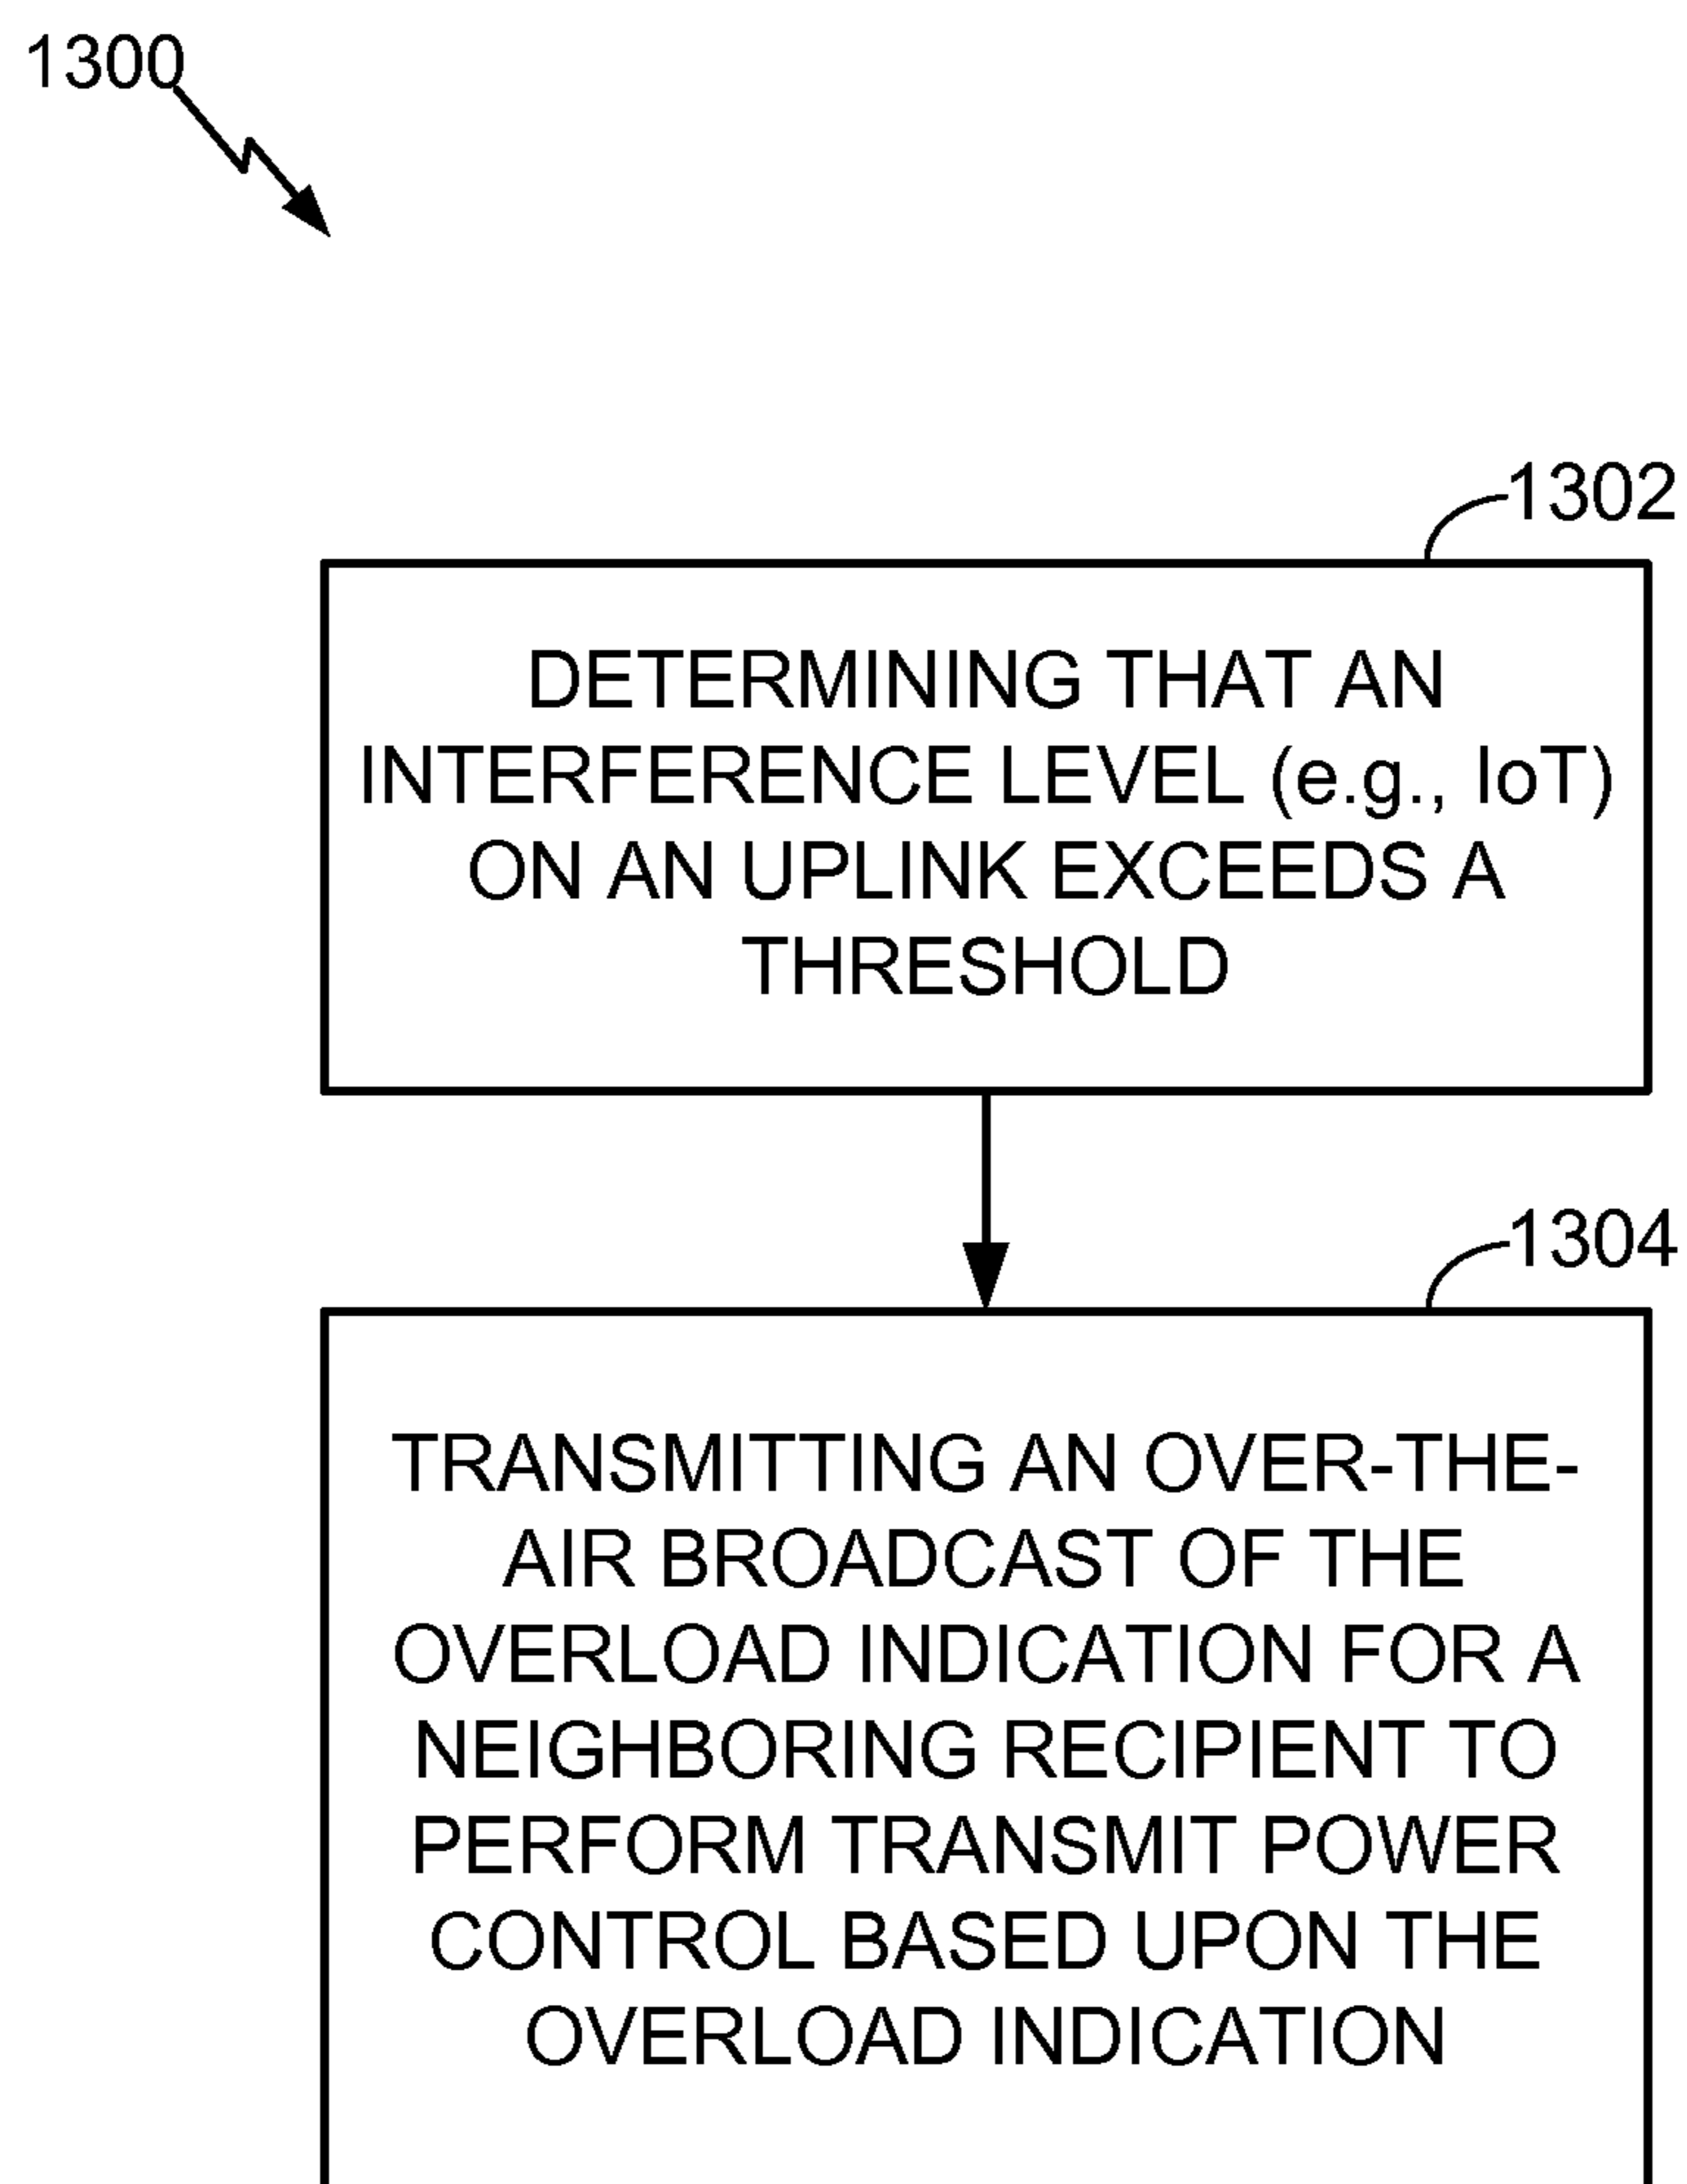 1300
1302
DETERMINING THAT AN
INTERFERENCE LEVEL (e.g., IoT)
ON AN UPLINK EXCEEDS A
THRESHOLD
1304
TRANSMITTING AN OVER-THE-
AIR BROADCAST OF THE
OVERLOAD INDICATION FOR A
NEIGHBORING RECIPIENT TO
PERFORM TRANSMIT POWER
CONTROL BASED UPON THE
OVERLOAD INDICATION